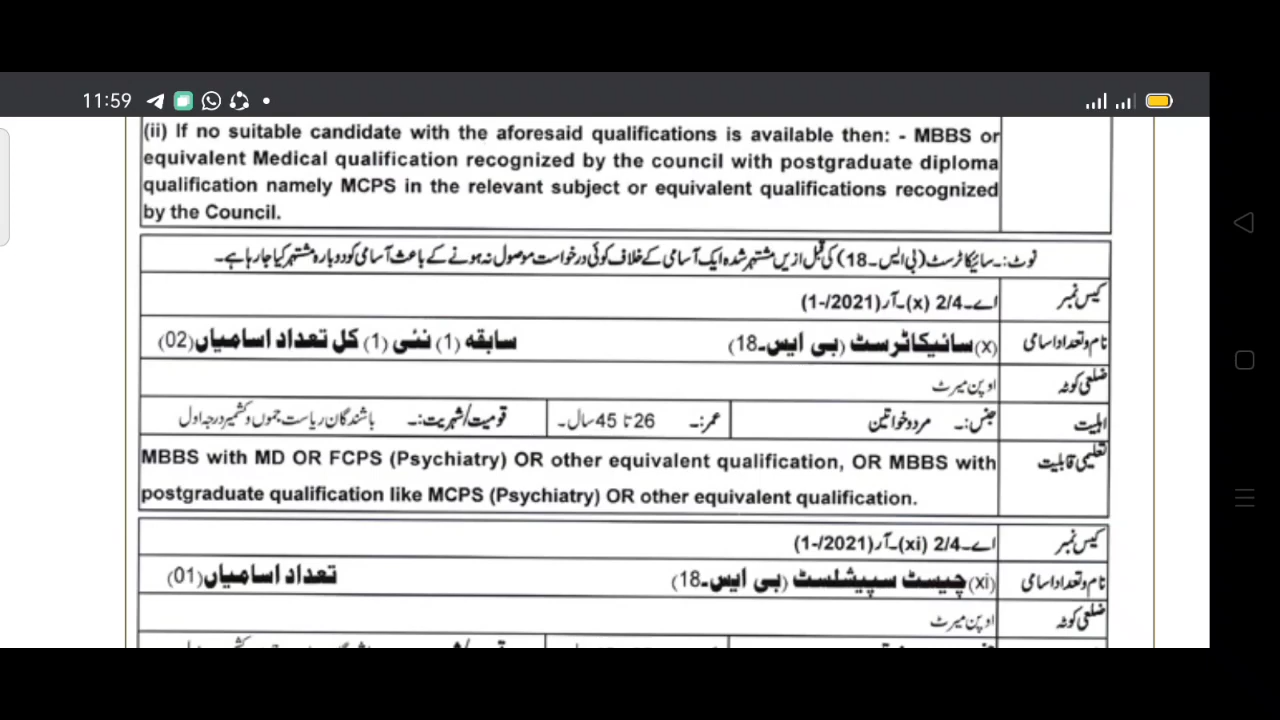 11:59
(ii) If no suitable candidate with the aforesaid qualifications is available then: - MBBS or
equivalent Medical qualification recognized by the council with postgraduate diploma
qualification namely MCPS in the relevant subject or equivalent qualifications recognized
by the Council.
نوٹ:۔ سائیکاٹرسٹ (بی ایس۔18) کی قبل ازیں مشتہر شدہ ایک آسامی کے خلاف کوئی درخواست موصول نہ ہونے کے باعث آسامی کو دوبارہ مشتہر کیا جا رہا ہے۔
کیس نمبر اے۔2/4 (x)۔آر(2021/-1)
نام و تعداد اسامی (x) سائیکاٹرسٹ (بی ایس۔18) سابقہ (1) نئی (1) کل تعداد اسامیاں (02)
ضلعی کوٹہ اوپن میرٹ
اہلیت جنس:۔ مرد و خواتین عمر:۔ 26 تا 45 سال۔ قومیت/شہریت:۔ باشندگان ریاست جموں و کشمیر درجہ اول
تعلیمی قابلیت MBBS with MD OR FCPS (Psychiatry) OR other equivalent qualification, OR MBBS with
postgraduate qualification like MCPS (Psychiatry) OR other equivalent qualification.
کیس نمبر اے۔2/4 (xi)۔آر(2021/-1)
نام و تعداد اسامی (xi) چیسٹ سپیشلسٹ (بی ایس۔18) تعداد اسامیاں (01)
ضلعی کوٹہ اوپن میرٹ